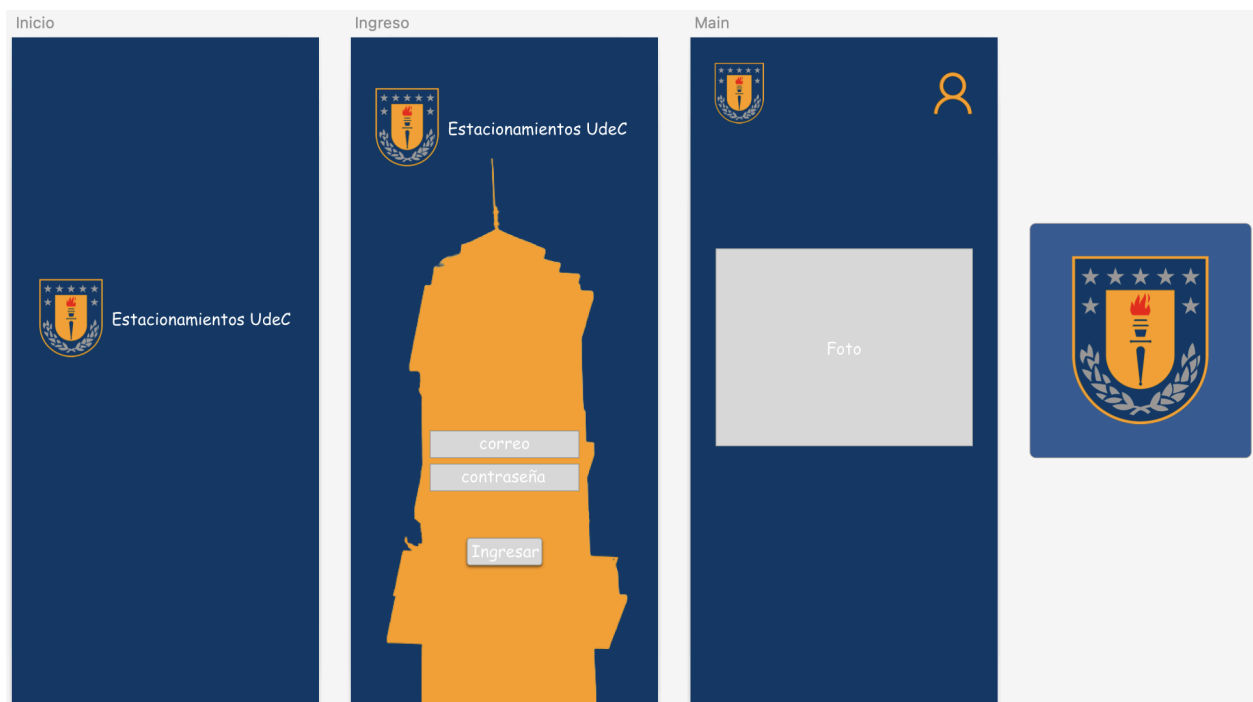 Inicio
Ingreso
Main
Estacionamientos UdeC
Estacionamientos UdeC
correo
contraseña
Ingresar
Foto